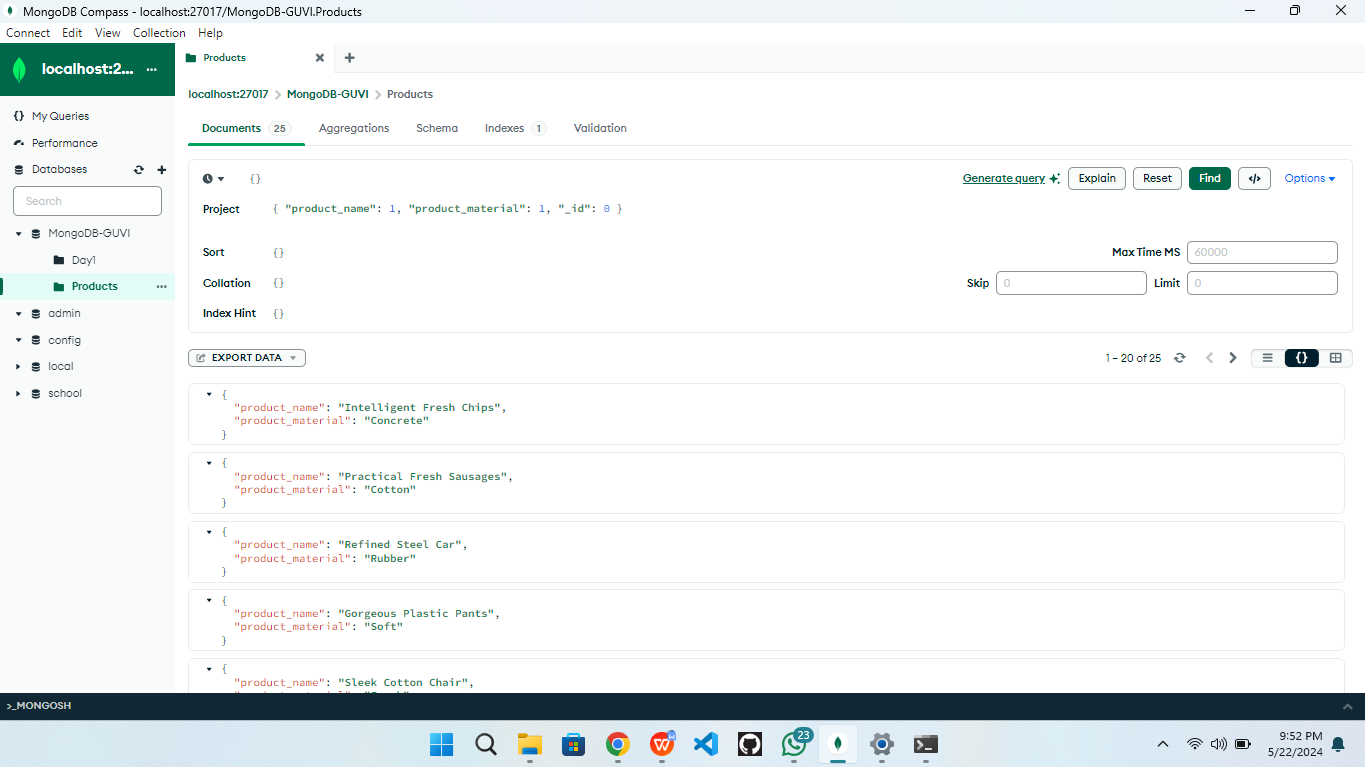 MongoDB Compass - localhost:27017/MongoDB-GUVI.Products
Connect Edit View Collection Help
localhost:2... ...
Products
localhost:27017 > MongoDB-GUVI > Products
{} My Queries
Performance
Databases
Search
MongoDB-GUVI
Day1
Products ...
admin
config
local
school
Documents 25 Aggregations Schema Indexes 1 Validation
{} Generate query Explain Reset Find </> Options
Project { "product_name": 1, "product_material": 1, "_id": 0 }
Sort {} Max Time MS 60000
Collation {} Skip 0 Limit 0
Index Hint {}
EXPORT DATA 1 – 20 of 25 {}
{
"product_name": "Intelligent Fresh Chips",
"product_material": "Concrete"
}
{
"product_name": "Practical Fresh Sausages",
"product_material": "Cotton"
}
{
"product_name": "Refined Steel Car",
"product_material": "Rubber"
}
{
"product_name": "Gorgeous Plastic Pants",
"product_material": "Soft"
}
{
"product_name": "Sleek Cotton Chair",
>_MONGOSH
23
9:52 PM
5/22/2024